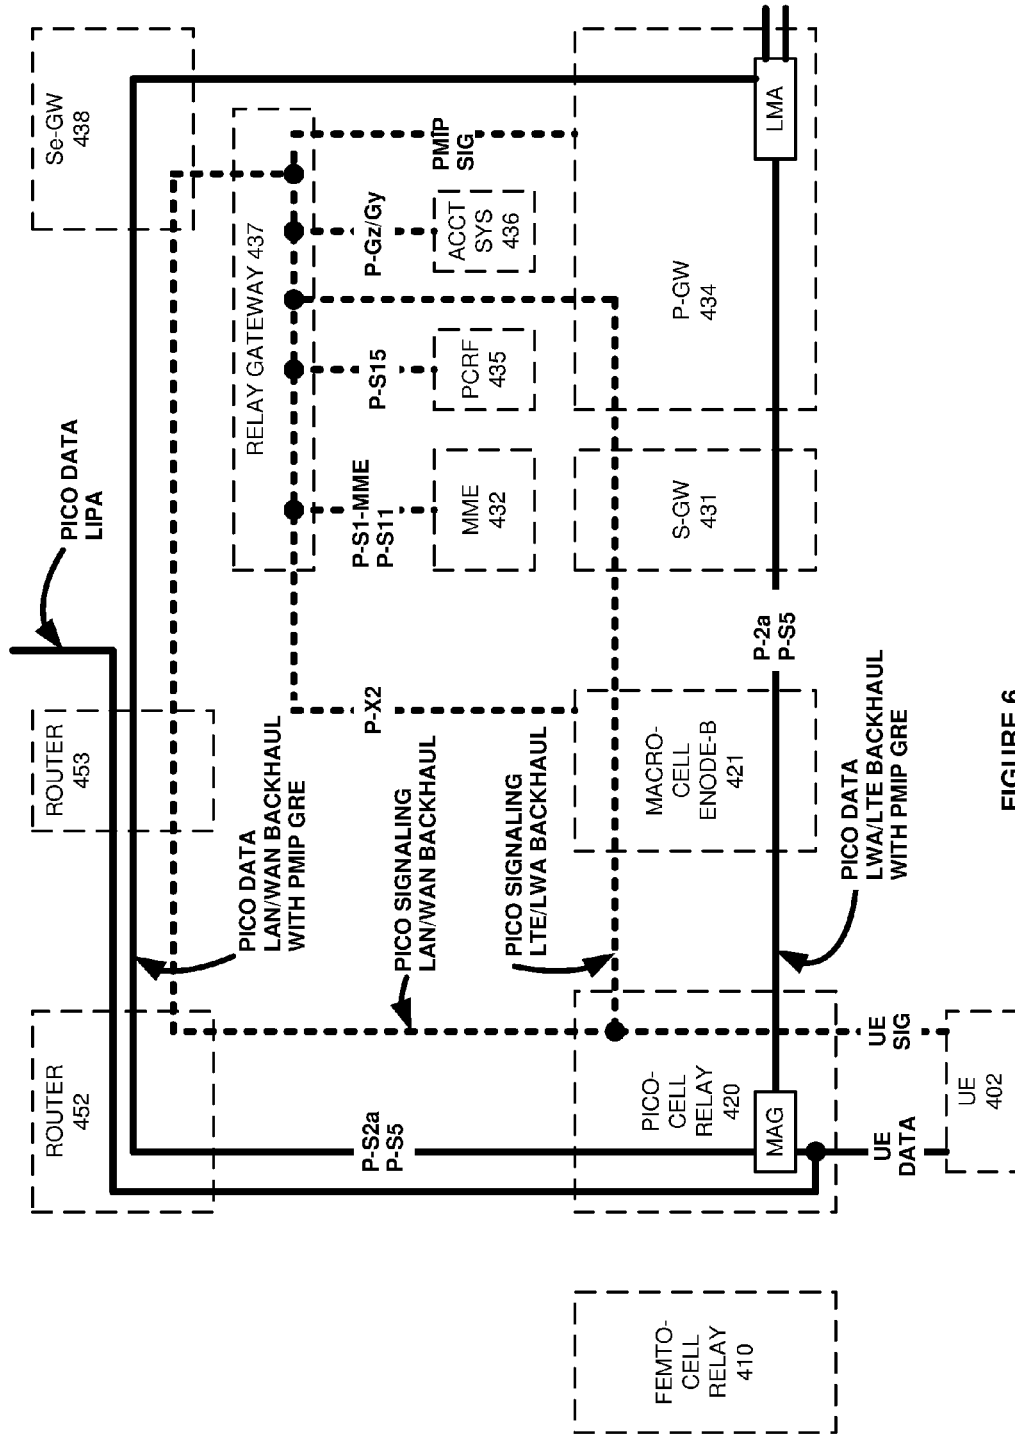 ROUTER
452
ROUTER
453
PICO DATA
LIPA
Se-GW
438
PICO DATA
LAN/WAN BACKHAUL
WITH PMIP GRE
RELAY GATEWAY 437
P-S2a
P-S5
PICO SIGNALING
LAN/WAN BACKHAUL
P-X2
P-S1-MME
P-S11
P-S15
P-Gz/Gy
PMIP
SIG
PICO SIGNALING
LTE/LWA BACKHAUL
MME
432
PCRF
435
ACCT
SYS
436
FEMTO-
CELL
RELAY
410
PICO-
CELL
RELAY
420
MACRO-
CELL
ENODE-B
421
S-GW
431
P-GW
434
MAG
P-2a
P-S5
LMA
UE
DATA
UE
SIG
PICO DATA
LWA/LTE BACKHAUL
WITH PMIP GRE
UE
402
FIGURE 6